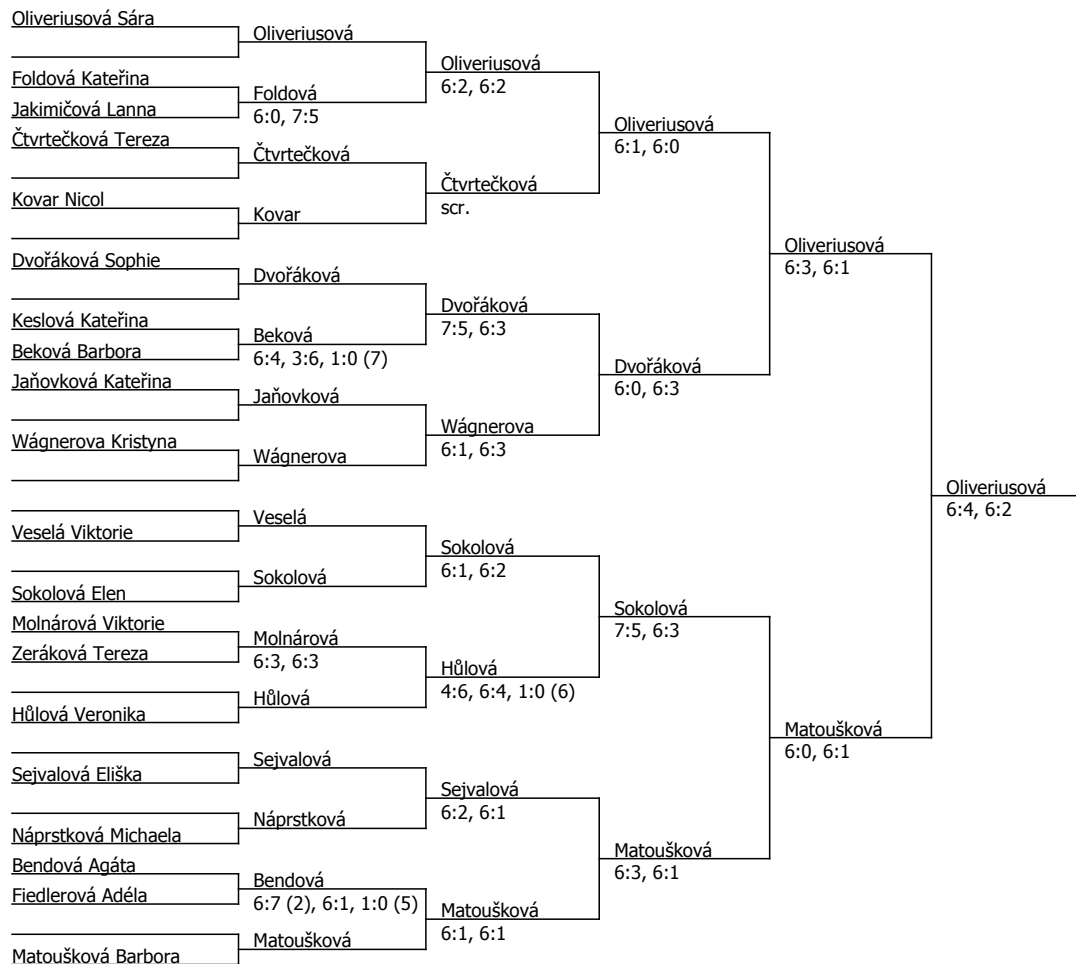 Oliveriusová Sára
Foldová Kateřina
Jakimičová Lanna
Čtvrtečková Tereza
Kovar Nicol
Dvořáková Sophie
Keslová Kateřina
Beková Barbora
Jaňovková Kateřina
Wágnerova Kristyna
Veselá Viktorie
Sokolová Elen
Molnárová Viktorie
Zeráková Tereza
Hůlová Veronika
Sejvalová Eliška
Náprstková Michaela
Bendová Agáta
Fiedlerová Adéla
Matoušková Barbora
Oliveriusová
Foldová
6:0, 7:5
Čtvrtečková
Kovar
Dvořáková
Beková
6:4, 3:6, 1:0 (7)
Jaňovková
Wágnerova
Veselá
Sokolová
Molnárová
6:3, 6:3
Hůlová
Sejvalová
Náprstková
Bendová
6:7 (2), 6:1, 1:0 (5)
Matoušková
Oliveriusová
6:2, 6:2
Čtvrtečková
scr.
Dvořáková
7:5, 6:3
Wágnerova
6:1, 6:3
Sokolová
6:1, 6:2
Hůlová
4:6, 6:4, 1:0 (6)
Sejvalová
6:2, 6:1
Matoušková
6:1, 6:1
Oliveriusová
6:1, 6:0
Dvořáková
6:0, 6:3
Sokolová
7:5, 6:3
Matoušková
6:3, 6:1
Oliveriusová
6:3, 6:1
Matoušková
6:0, 6:1
Oliveriusová
6:4, 6:2